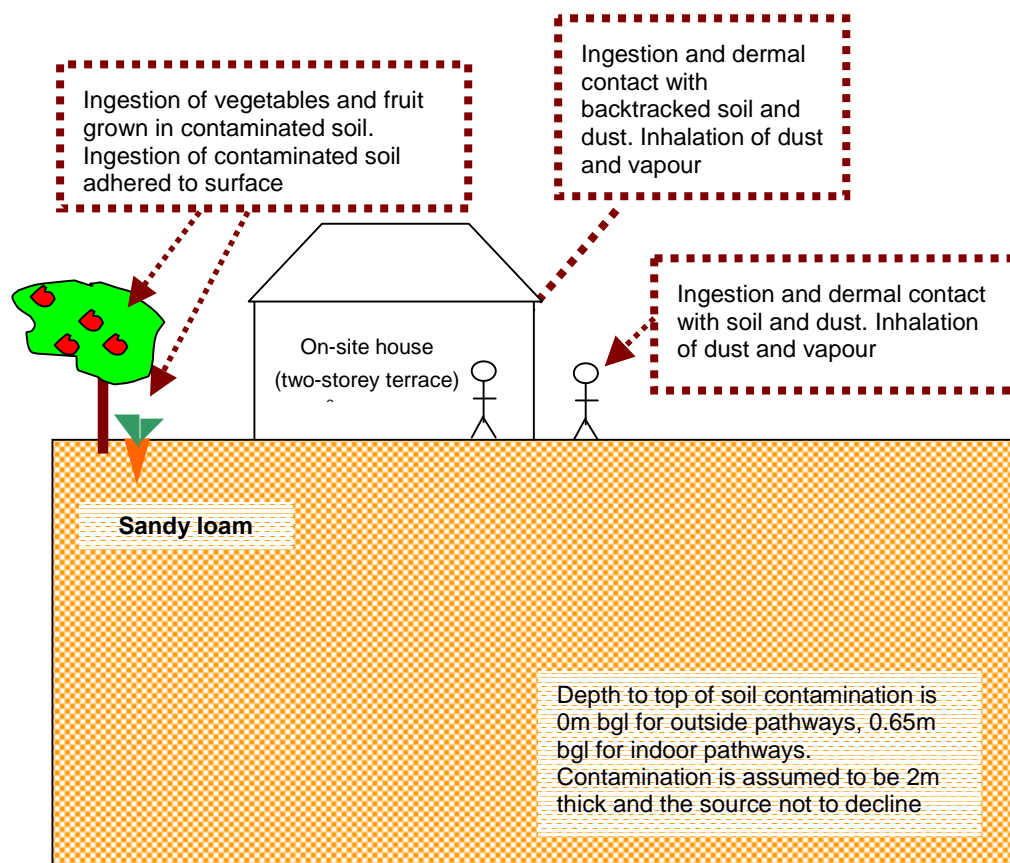 Ingestion of vegetables and fruit
grown in contaminated soil.
Ingestion of contaminated soil
adhered to surface
Ingestion and dermal
contact with
backtracked soil and
dust. Inhalation of dust
and vapour
Ingestion and dermal contact
with soil and dust. Inhalation
of dust and vapour
On-site house
(two-storey terrace)
Sandy loam
Depth to top of soil contamination is
0m bgl for outside pathways, 0.65m
bgl for indoor pathways.
Contamination is assumed to be 2m
thick and the source not to decline